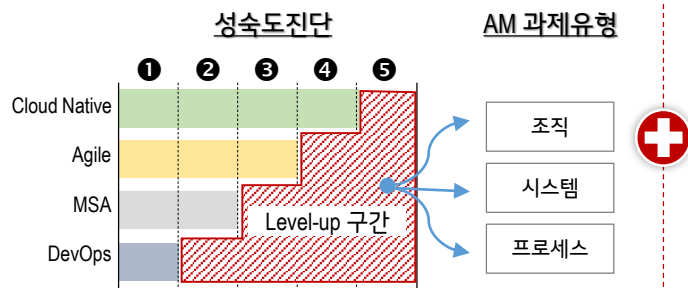 성숙도진단
AM 과제유형
❶ ❷ ❸ ❹ ❺
Cloud Native
Agile
MSA
DevOps
Level-up 구간
조직
시스템
프로세스